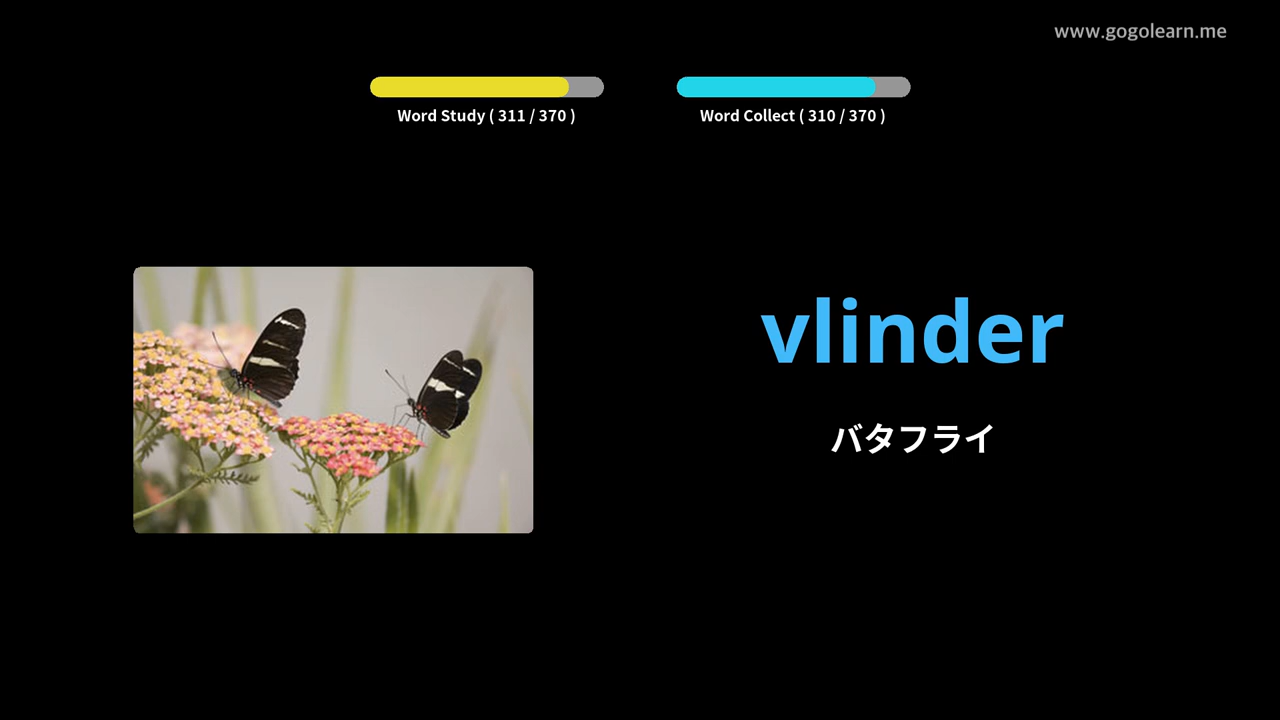 www.gogolearn.me
Word Study ( 311 / 370 )
Word Collect ( 310 / 370 )
vlinder
バタフライ